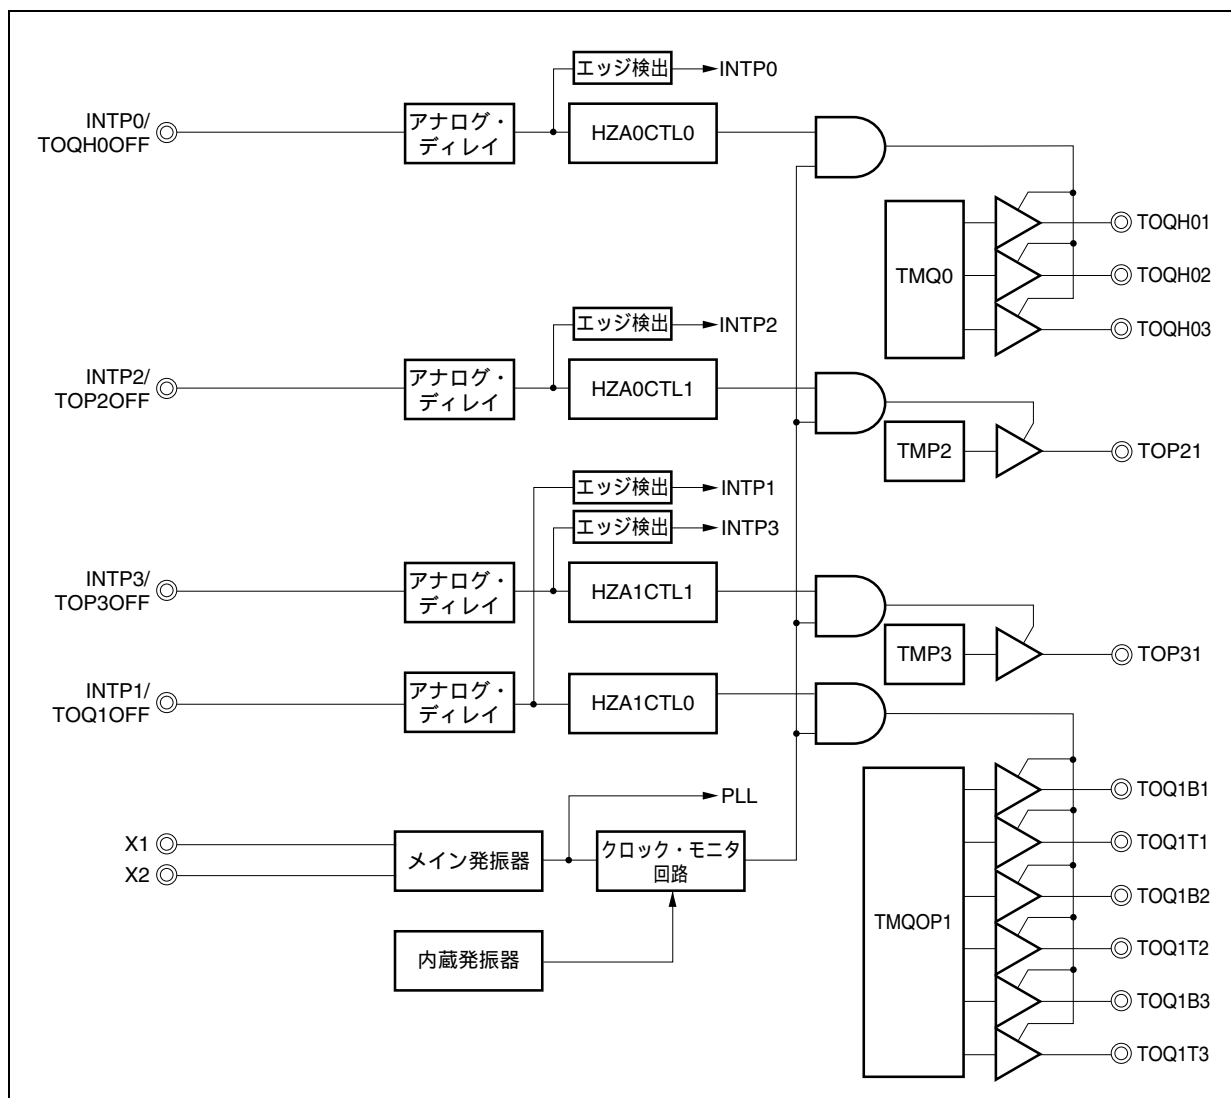 エッジ検出
INTP0
INTP0/
TOQH0OFF
アナログ・
ディレイ
HZA0CTL0
TMQ0
TOQH01
TOQH02
TOQH03
エッジ検出
INTP2
INTP2/
TOP2OFF
アナログ・
ディレイ
HZA0CTL1
TMP2
TOP21
エッジ検出
INTP1
エッジ検出
INTP3
INTP3/
TOP3OFF
アナログ・
ディレイ
HZA1CTL1
TMP3
TOP31
INTP1/
TOQ1OFF
アナログ・
ディレイ
HZA1CTL0
PLL
X1
X2
メイン発振器
クロック・モニタ
回路
内蔵発振器
TMQOP1
TOQ1B1
TOQ1T1
TOQ1B2
TOQ1T2
TOQ1B3
TOQ1T3